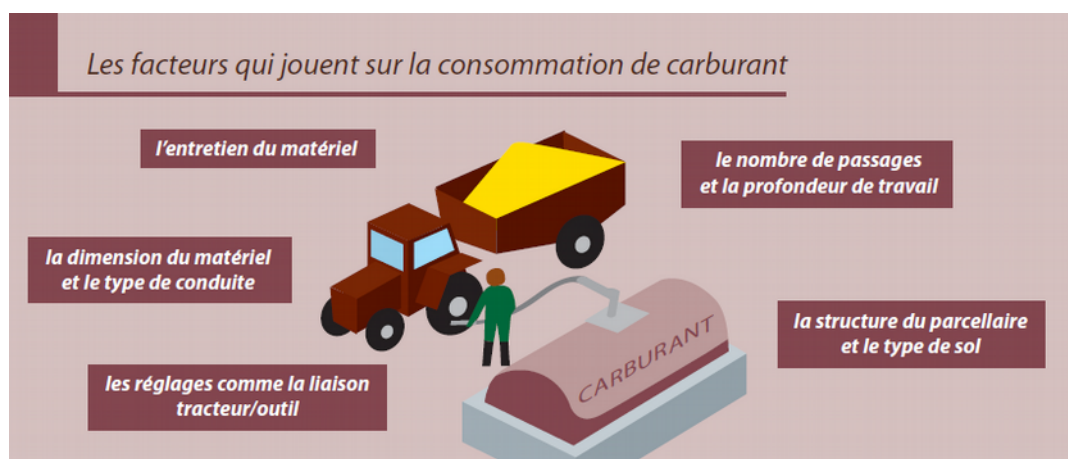 Les facteurs qui jouent sur la consommation de carburant
l'entretien du matériel
le nombre de passages
et la profondeur de travail
la dimension du matériel
et le type de conduite
la structure du parcellaire
et le type de sol
les réglages comme la liaison
tracteur/outil
CARBURANT